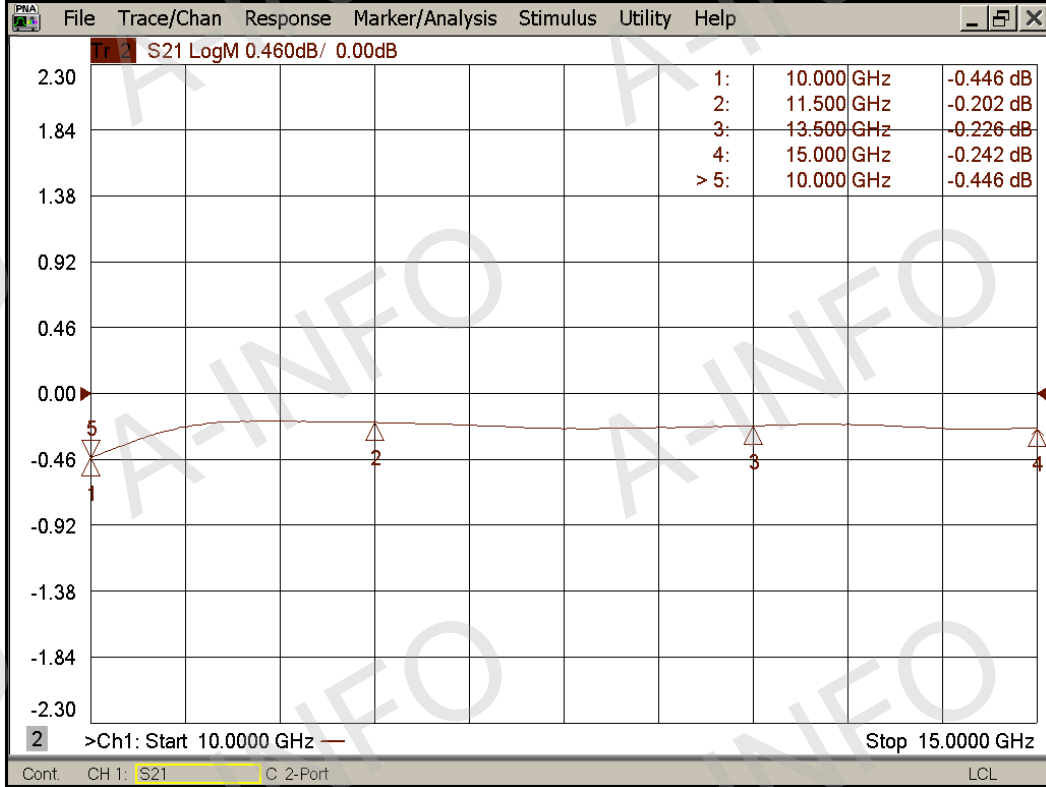 PNA File Trace/Chan Response Marker/Analysis Stimulus Utility Help
Tr 2 S21 LogM 0.460dB/ 0.00dB
2.30
1.84
1.38
0.92
0.46
0.00
-0.46
-0.92
-1.38
-1.84
-2.30
1: 10.000 GHz -0.446 dB
2: 11.500 GHz -0.202 dB
3: 13.500 GHz -0.226 dB
4: 15.000 GHz -0.242 dB
> 5: 10.000 GHz -0.446 dB
5
1
2
3
4
A-INFO
A-INFO
A-INFO
A-INFO
2 >Ch1: Start 10.0000 GHz — Stop 15.0000 GHz
Cont. CH 1: S21 C 2-Port LCL